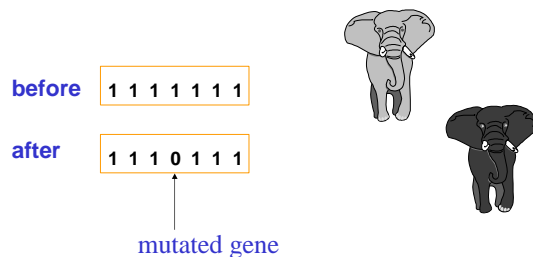 before 1 1 1 1 1 1 1
after 1 1 1 0 1 1 1
mutated gene